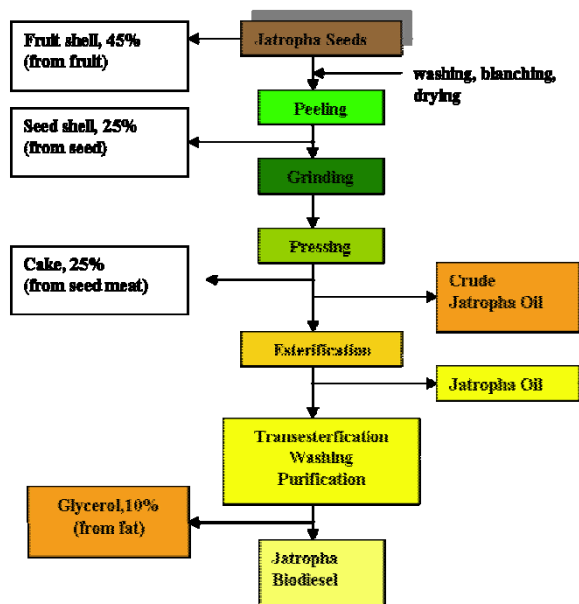 Fruit shell, 45%
(from fruit)
Jatropha Seeds
washing, blanching,
drying
Peeling
Seed shell, 25%
(from seed)
Grinding
Pressing
Cake, 25%
(from seed meat)
Crude
Jatropha Oil
Esterification
Jatropha Oil
Transesterfication
Washing
Purification
Glycerol,10%
(from fat)
Jatropha
Biodiesel